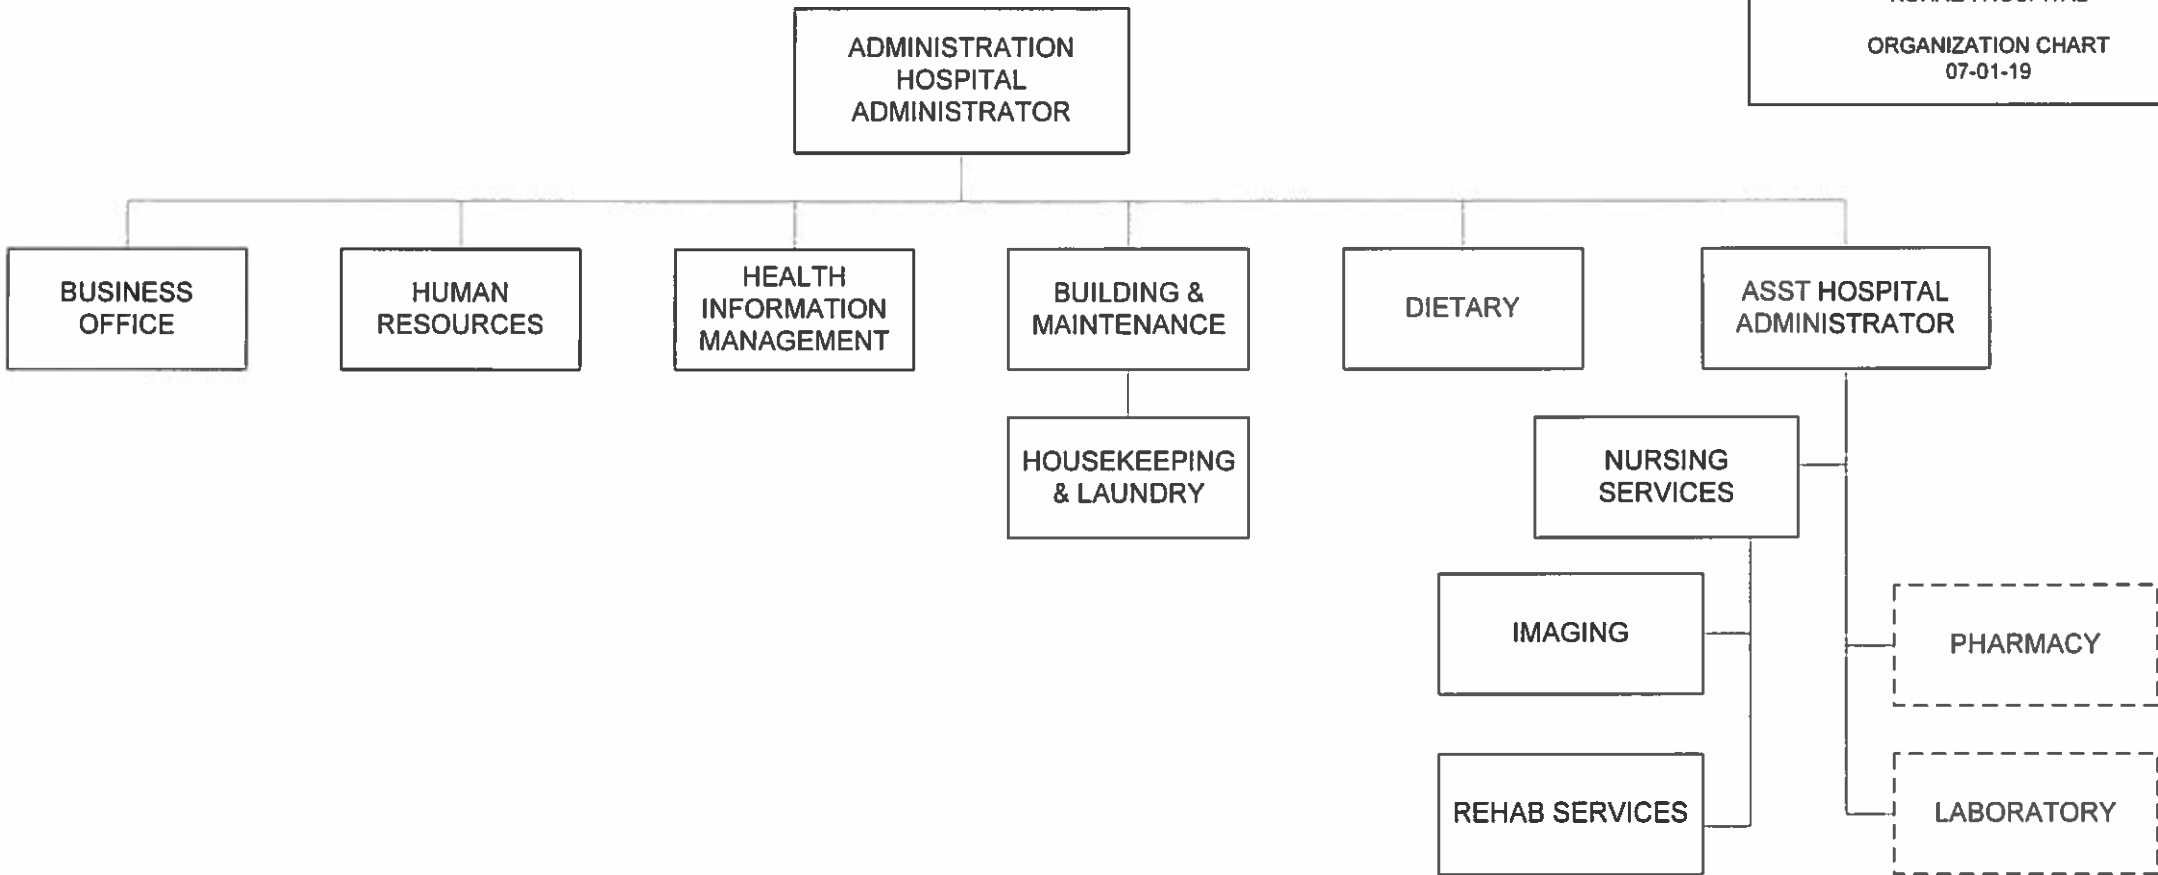 ORGANIZATION CHART
07-01-19
ADMINISTRATION
HOSPITAL
ADMINISTRATOR
BUSINESS
OFFICE
HUMAN
RESOURCES
HEALTH
INFORMATION
MANAGEMENT
BUILDING &
MAINTENANCE
DIETARY
ASST HOSPITAL
ADMINISTRATOR
HOUSEKEEPING
& LAUNDRY
NURSING
SERVICES
IMAGING
PHARMACY
REHAB SERVICES
LABORATORY